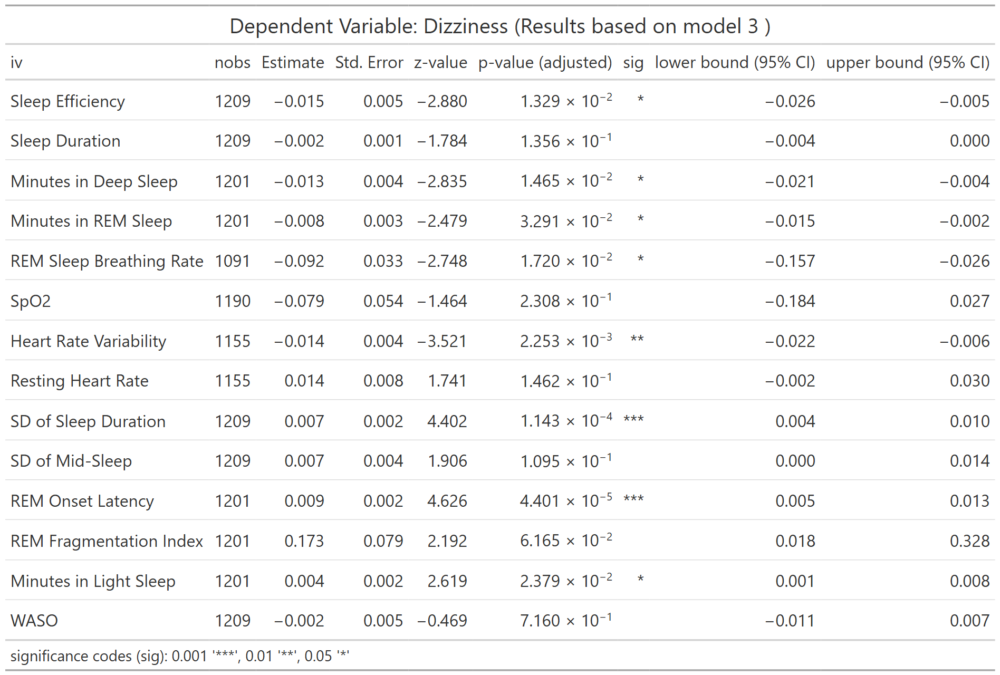 Dependent Variable: Dizziness (Results based on model 3 )
iv nobs Estimate Std. Error z-value p-value (adjusted) sig lower bound (95% CI) upper bound (95% CI)
Sleep Efficiency 1209 −0.015 0.005 −2.880 1.329 × 10⁻² * −0.026 −0.005
Sleep Duration 1209 −0.002 0.001 −1.784 1.356 × 10⁻¹ −0.004 0.000
Minutes in Deep Sleep 1201 −0.013 0.004 −2.835 1.465 × 10⁻² * −0.021 −0.004
Minutes in REM Sleep 1201 −0.008 0.003 −2.479 3.291 × 10⁻² * −0.015 −0.002
REM Sleep Breathing Rate 1091 −0.092 0.033 −2.748 1.720 × 10⁻² * −0.157 −0.026
SpO2 1190 −0.079 0.054 −1.464 2.308 × 10⁻¹ −0.184 0.027
Heart Rate Variability 1155 −0.014 0.004 −3.521 2.253 × 10⁻³ ** −0.022 −0.006
Resting Heart Rate 1155 0.014 0.008 1.741 1.462 × 10⁻¹ −0.002 0.030
SD of Sleep Duration 1209 0.007 0.002 4.402 1.143 × 10⁻⁴ *** 0.004 0.010
SD of Mid-Sleep 1209 0.007 0.004 1.906 1.095 × 10⁻¹ 0.000 0.014
REM Onset Latency 1201 0.009 0.002 4.626 4.401 × 10⁻⁵ *** 0.005 0.013
REM Fragmentation Index 1201 0.173 0.079 2.192 6.165 × 10⁻² 0.018 0.328
Minutes in Light Sleep 1201 0.004 0.002 2.619 2.379 × 10⁻² * 0.001 0.008
WASO 1209 −0.002 0.005 −0.469 7.160 × 10⁻¹ −0.011 0.007
significance codes (sig): 0.001 '***', 0.01 '**', 0.05 '*'